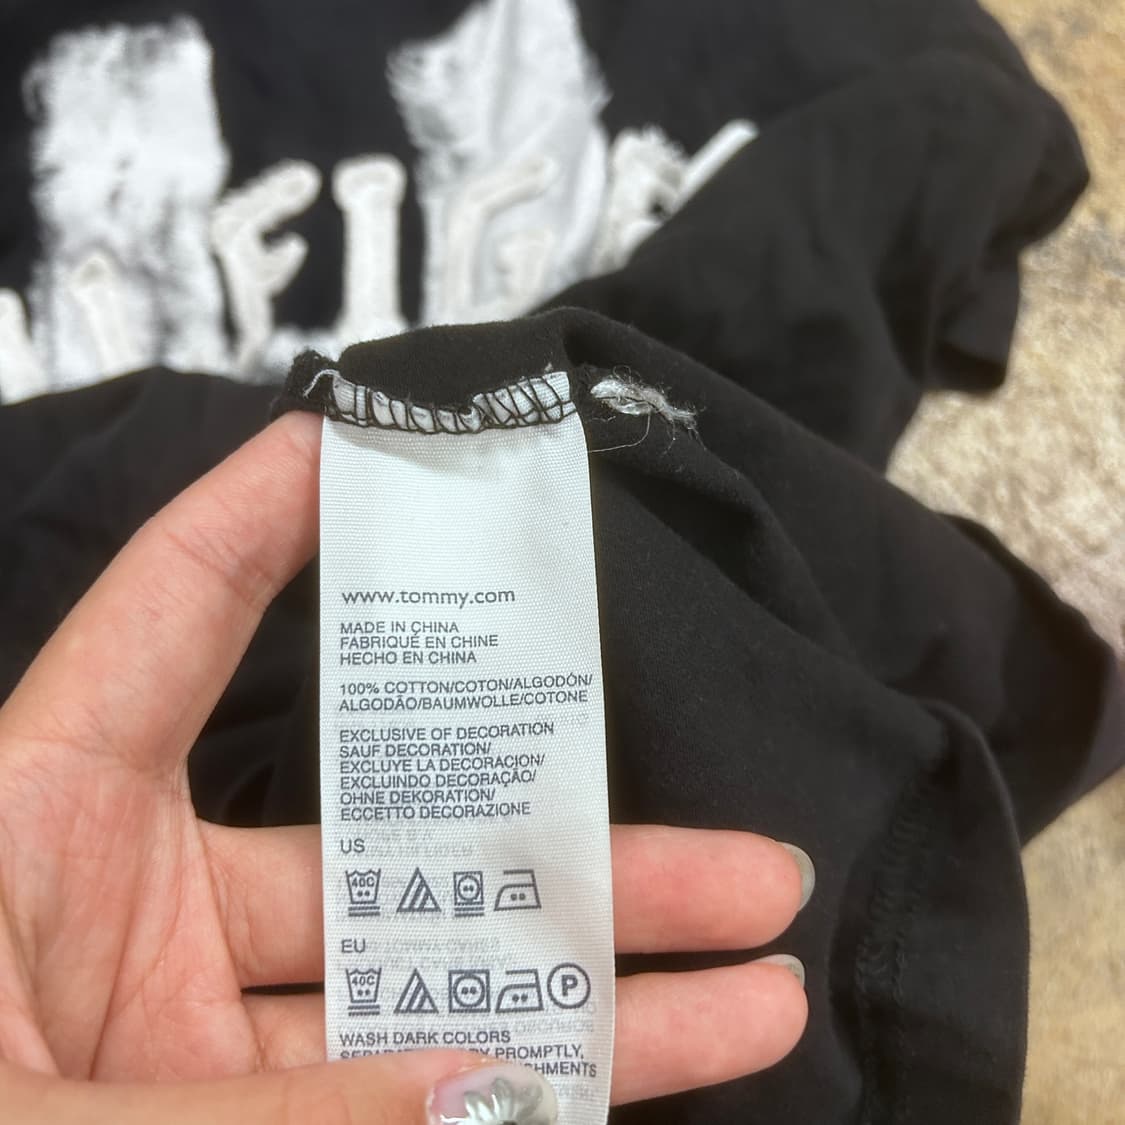 www.tommy.com
MADE IN CHINA
FABRIQUÉ EN CHINE
HECHO EN CHINA
100% COTTON/COTON/ALGODÓN/
ALGODÃO/BAUMWOLLE/COTONE
EXCLUSIVE OF DECORATION
SAUF DECORATION/
EXCLUYE LA DECORACION/
EXCLUINDO DECORAÇÃO/
OHNE DEKORATION/
ECCETTO DECORAZIONE
US
40C
EU
40C
P
WASH DARK COLORS
PROMPTLY,